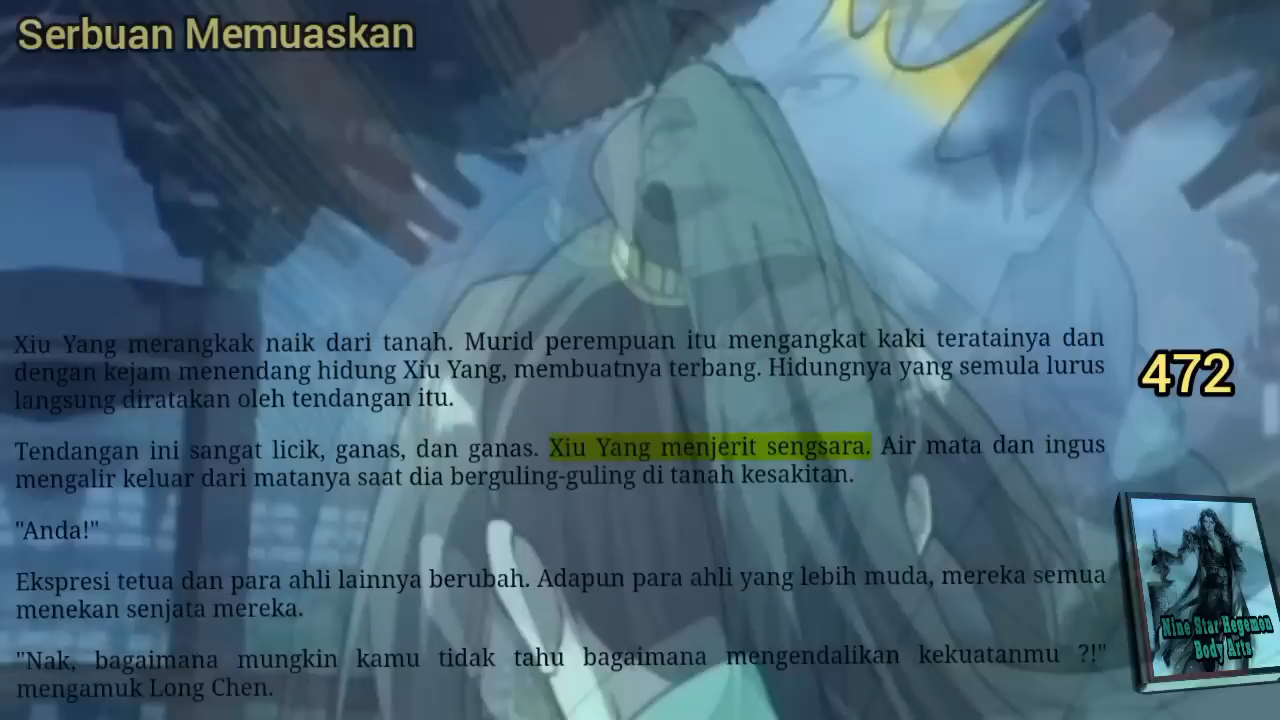 Serbuan Memuaskan
Xiu Yang merangkak naik dari tanah. Murid perempuan itu mengangkat kaki teratainya dan
dengan kejam menendang hidung Xiu Yang, membuatnya terbang. Hidungnya yang semula lurus
langsung diratakan oleh tendangan itu.
472
Tendangan ini sangat licik, ganas, dan ganas. Xiu Yang menjerit sengsara. Air mata dan ingus
mengalir keluar dari matanya saat dia berguling-guling di tanah kesakitan.
"Anda!"
Ekspresi tetua dan para ahli lainnya berubah. Adapun para ahli yang lebih muda, mereka semua
menekan senjata mereka.
"Nak, bagaimana mungkin kamu tidak tahu bagaimana mengendalikan kekuatanmu ?!"
mengamuk Long Chen.
Nine Star Hegemon
Body Arts